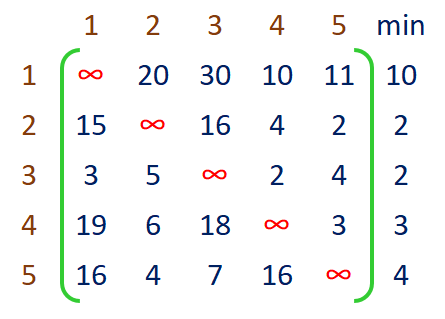 1 2 3 4 5 min
1 ∞ 20 30 10 11 10
2 15 ∞ 16 4 2 2
3 3 5 ∞ 2 4 2
4 19 6 18 ∞ 3 3
5 16 4 7 16 ∞ 4